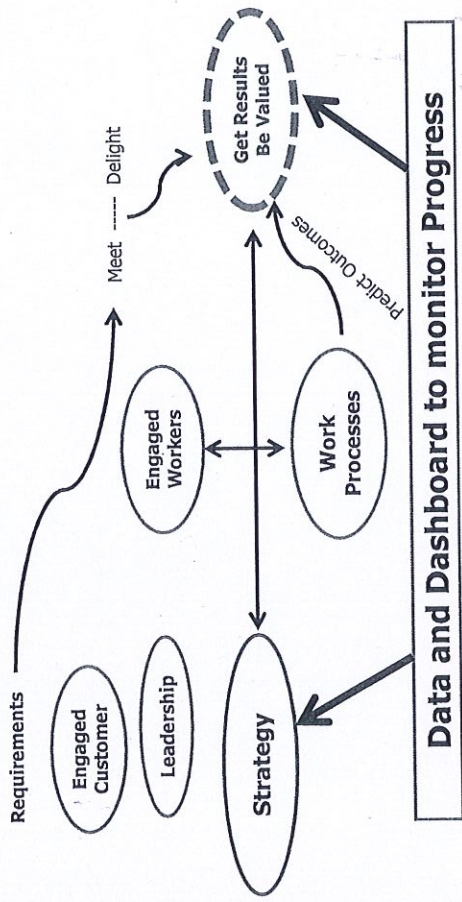 Requirements
Meet ----- Delight
Engaged
Customer
Leadership
Strategy
Engaged
Workers
Work
Processes
Predict Outcomes
Get Results
Be Valued
Data and Dashboard to monitor Progress